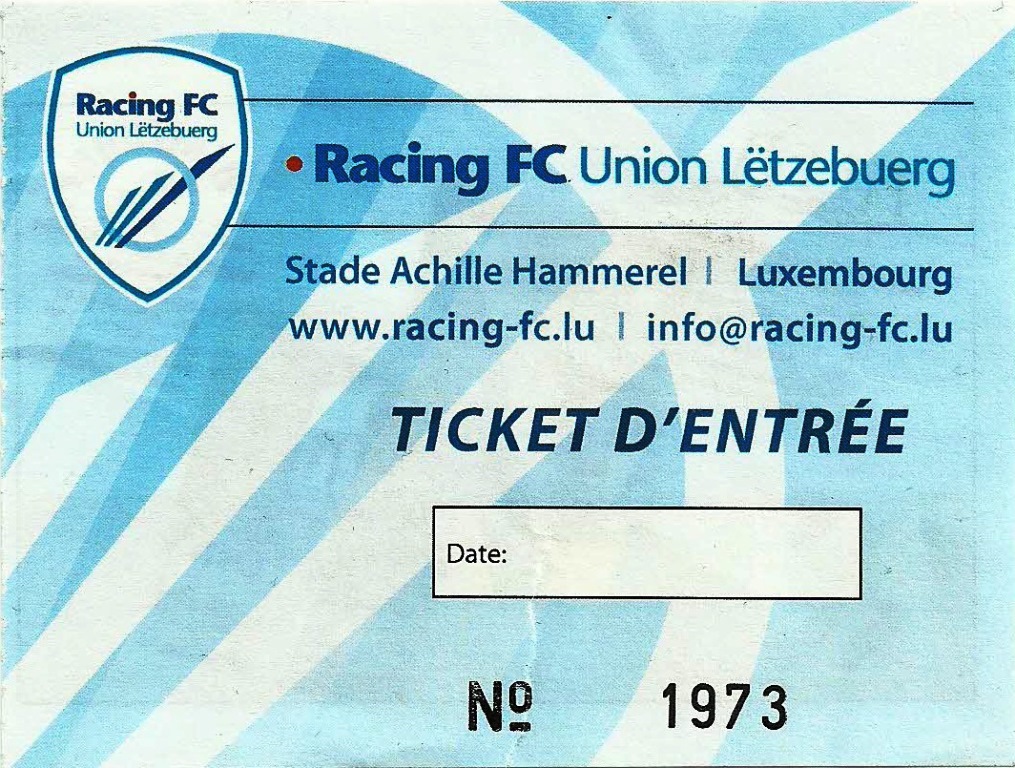 Racing FC
Union Lëtzebuerg
• Racing FC Union Lëtzebuerg
Stade Achille Hammerel | Luxembourg
www.racing-fc.lu | info@racing-fc.lu
TICKET D'ENTRÉE
Date:
Nº 1973